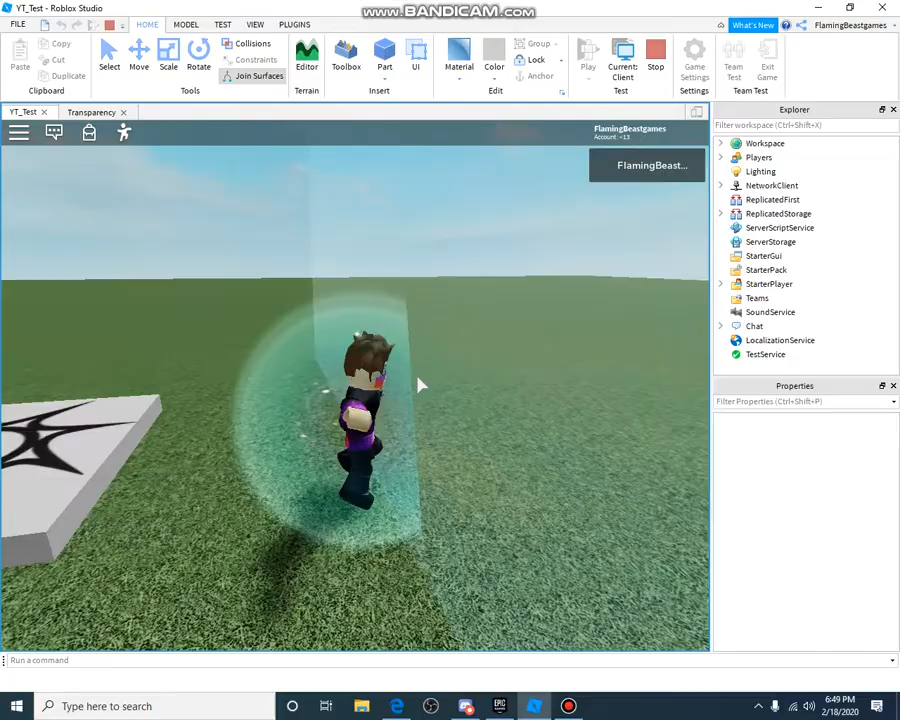 YT_Test - Roblox Studio
www.BANDICAM.com
FILE HOME MODEL TEST VIEW PLUGINS What's New FlamingBeastgames
Paste Copy Cut Duplicate Clipboard
Select Move Scale Rotate Collisions Constraints Join Surfaces Tools
Editor Terrain
Toolbox Part UI Insert
Material Color Group Lock Anchor Edit
Play Current: Client Stop Test
Game Settings Settings
Team Test Exit Game Team Test
YT_Test Transparency
FlamingBeastgames
Account: <13
FlamingBeast...
Explorer
Filter workspace (Ctrl+Shift+X)
Workspace
Players
Lighting
NetworkClient
ReplicatedFirst
ReplicatedStorage
ServerScriptService
ServerStorage
StarterGui
StarterPack
StarterPlayer
Teams
SoundService
Chat
LocalizationService
TestService
Properties
Filter Properties (Ctrl+Shift+P)
Run a command
Type here to search
EPIC GAMES
6:49 PM
2/18/2020